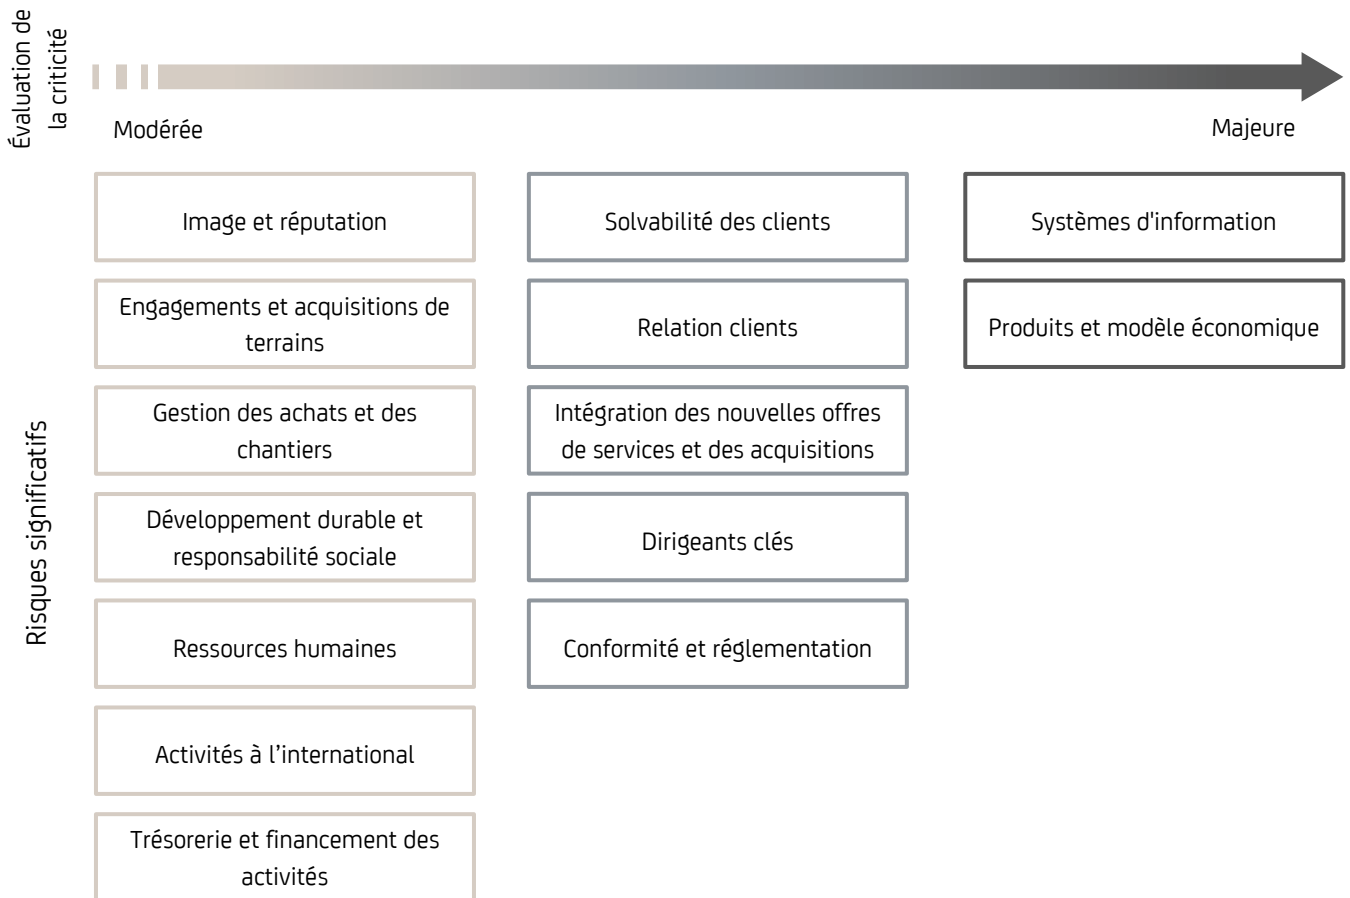 Évaluation de
la criticité
Modérée
Majeure
Risques significatifs
Image et réputation
Engagements et acquisitions de
terrains
Gestion des achats et des
chantiers
Développement durable et
responsabilité sociale
Ressources humaines
Activités à l’international
Trésorerie et financement des
activités
Solvabilité des clients
Relation clients
Intégration des nouvelles offres
de services et des acquisitions
Dirigeants clés
Conformité et réglementation
Systèmes d'information
Produits et modèle économique